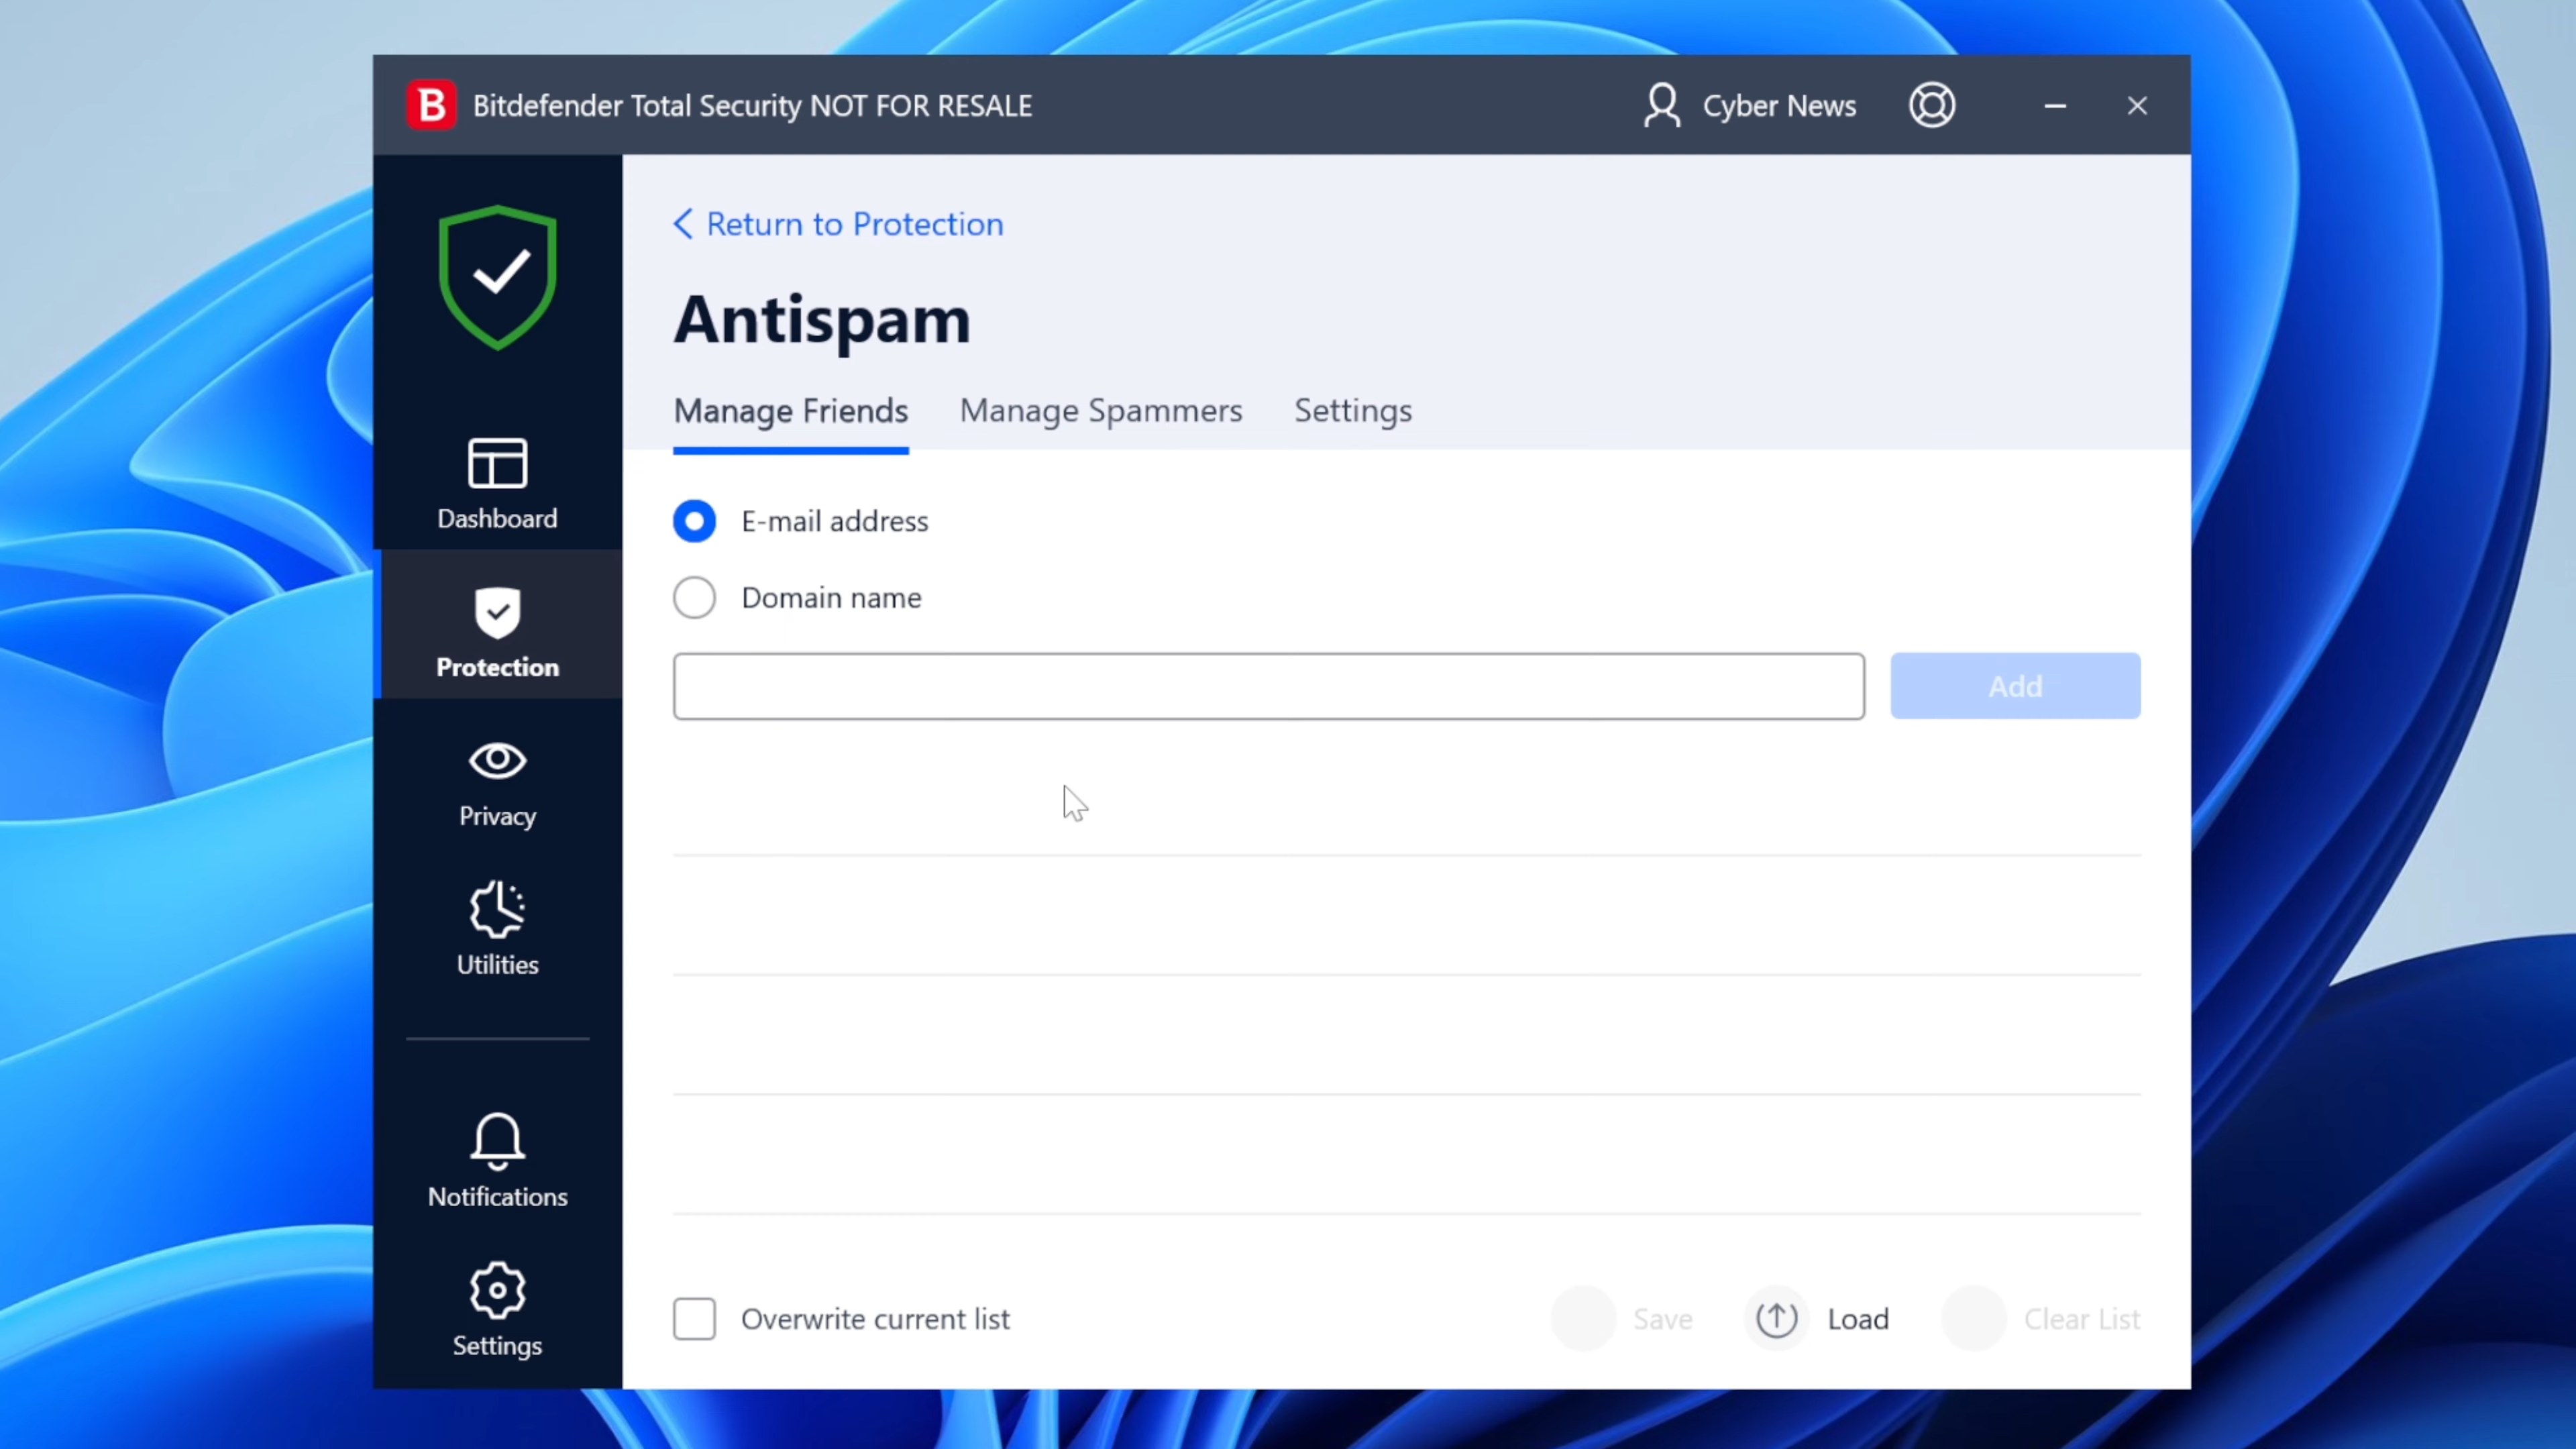 B Bitdefender Total Security NOT FOR RESALE
Cyber News
Dashboard
Protection
Privacy
Utilities
Notifications
Settings
Return to Protection
Antispam
Manage Friends Manage Spammers Settings
E-mail address
Domain name
Add
Overwrite current list
Save Load Clear List